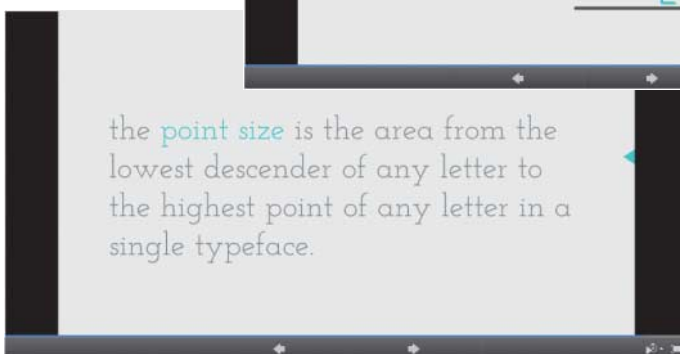 the point size is the area from the
lowest descender of any letter to
the highest point of any letter in a
single typeface.